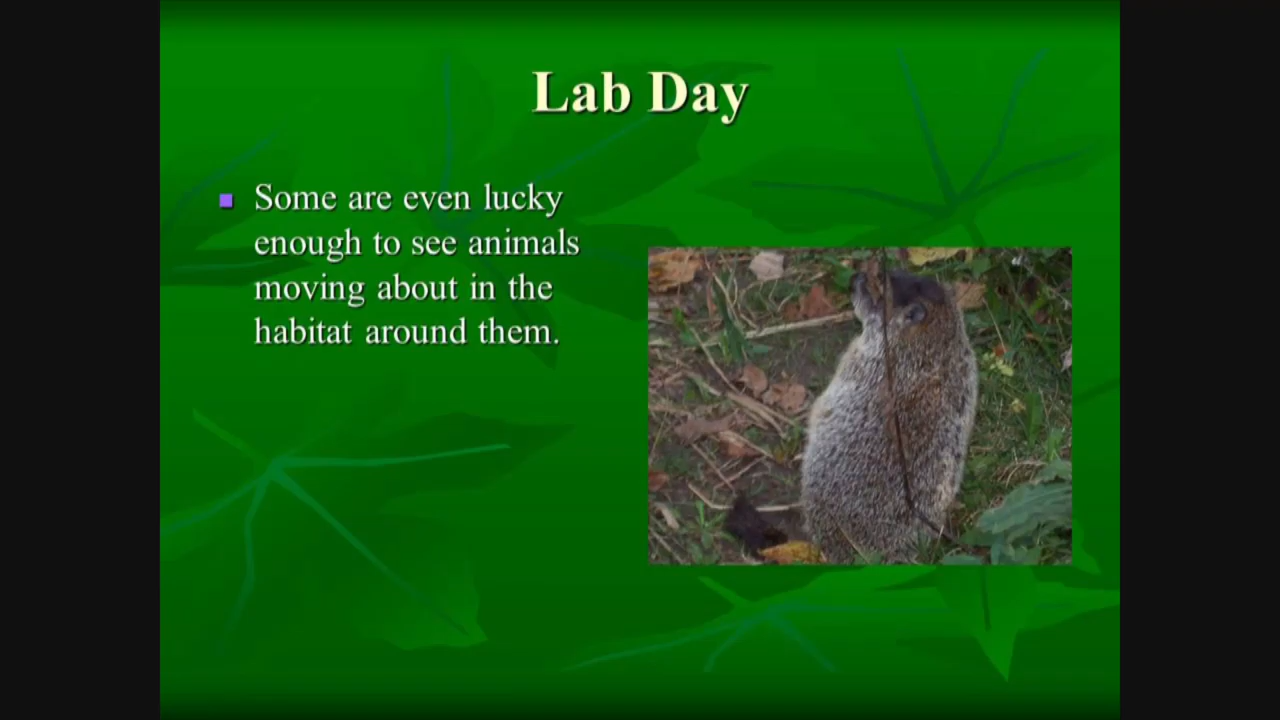 Lab Day
Some are even lucky
enough to see animals
moving about in the
habitat around them.